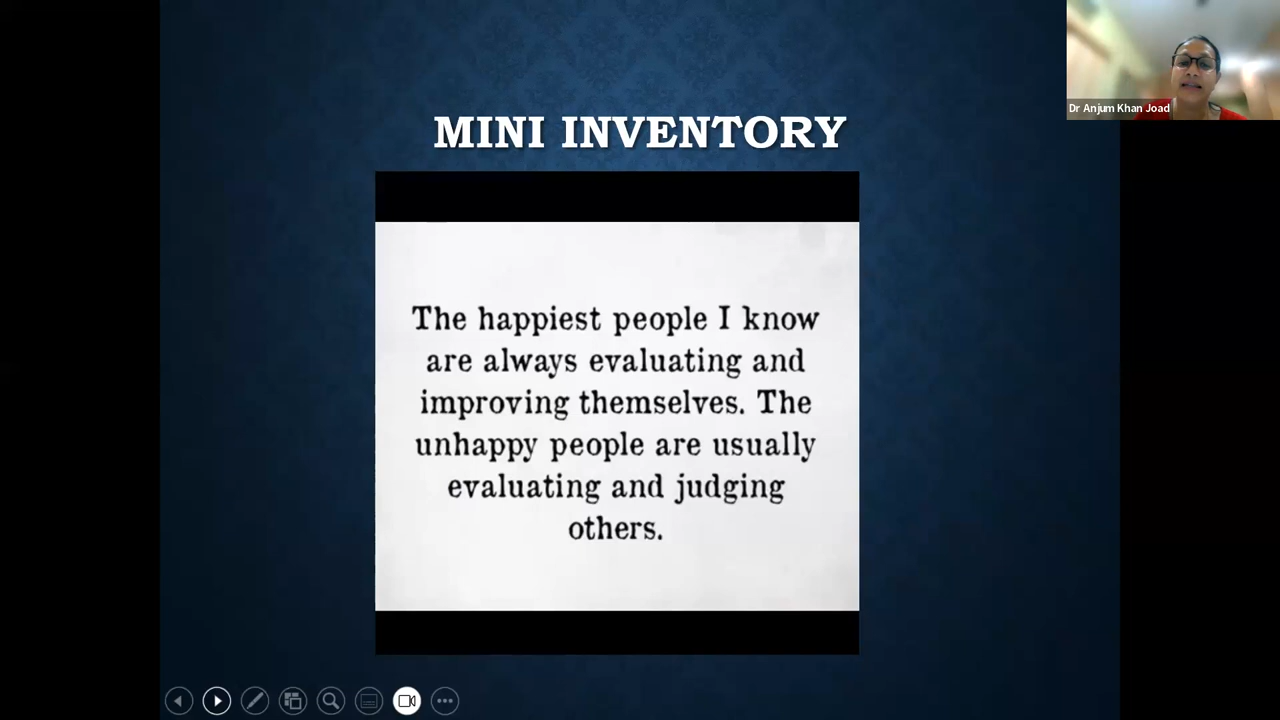 Dr Anjum Khan Joad
MINI INVENTORY
The happiest people I know
are always evaluating and
improving themselves. The
unhappy people are usually
evaluating and judging
others.